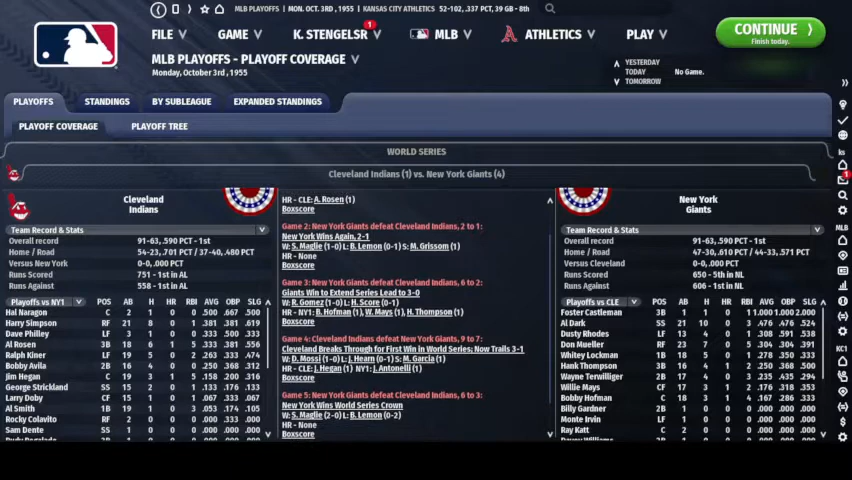 MLB PLAYOFFS | MON. OCT. 3RD, 1955 | KANSAS CITY ATHLETICS 52-102, .337 PCT, 39 GB - 8th
FILE GAME K. STENGELSR 1 MLB ATHLETICS PLAY
CONTINUE
Finish today.
MLB PLAYOFFS - PLAYOFF COVERAGE
Monday, October 3rd, 1955
YESTERDAY
TODAY No Game.
TOMORROW
PLAYOFFS STANDINGS BY SUBLEAGUE EXPANDED STANDINGS
PLAYOFF COVERAGE PLAYOFF TREE
WORLD SERIES
Cleveland Indians (1) vs. New York Giants (4)
Cleveland
Indians
Team Record & Stats
Overall record 91-63, .590 PCT - 1st
Home / Road 54-23, .701 PCT / 37-40, .480 PCT
Versus New York 0-0, .000 PCT
Runs Scored 751 - 1st in AL
Runs Against 558 - 1st in AL
Playoffs vs NY1 POS AB H HR RBI AVG OBP SLG
Hal Naragon C 2 1 0 0 .500 .667 .500
Harry Simpson RF 21 8 0 3 .381 .381 .619
Dave Philley LF 3 1 0 0 .333 .500 .333
Al Rosen 3B 18 6 1 5 .333 .381 .556
Ralph Kiner LF 19 5 0 2 .263 .333 .474
Bobby Avila 2B 16 4 0 0 .250 .368 .312
Jim Hegan C 19 3 1 5 .158 .200 .316
George Strickland SS 15 2 0 1 .133 .176 .133
Larry Doby CF 15 1 0 0 .067 .333 .067
Al Smith 1B 19 1 0 3 .053 .174 .105
Rocky Colavito RF 2 0 0 0 .000 .333 .000
Sam Dente SS 1 0 0 0 .000 .000 .000
HR - CLE: A. Rosen (1)
Boxscore
Game 2: New York Giants defeat Cleveland Indians, 2 to 1:
New York Wins Again, 2-1
W: S. Maglie (1-0) L: B. Lemon (0-1) S: M. Grissom (1)
HR - None
Boxscore
Game 3: New York Giants defeat Cleveland Indians, 6 to 2:
Giants Win to Extend Series Lead to 3-0
W: R. Gomez (1-0) L: H. Score (0-1)
HR - NY1: B. Hofman (1), W. Mays (1), H. Thompson (1)
Boxscore
Game 4: Cleveland Indians defeat New York Giants, 9 to 7:
Cleveland Breaks Through for First Win in World Series; Now Trails 3-1
W: D. Mossi (1-0) L: J. Hearn (0-1) S: M. Garcia (1)
HR - CLE: J. Hegan (1) NY1: J. Antonelli (1)
Boxscore
Game 5: New York Giants defeat Cleveland Indians, 6 to 3:
New York Wins World Series Crown
W: S. Maglie (2-0) L: B. Lemon (0-2)
HR - None
Boxscore
New York
Giants
Team Record & Stats
Overall record 91-63, .590 PCT - 1st
Home / Road 47-30, .610 PCT / 44-33, .571 PCT
Versus Cleveland 0-0, .000 PCT
Runs Scored 650 - 5th in NL
Runs Against 606 - 1st in NL
Playoffs vs CLE POS AB H HR RBI AVG OBP SLG
Foster Castleman 3B 1 1 0 1 1.000 1.000 2.000
Al Dark SS 21 10 0 3 .476 .476 .524
Dusty Rhodes LF 13 4 0 1 .308 .591 .538
Don Mueller RF 23 7 0 5 .304 .304 .391
Whitey Lockman 1B 18 5 0 1 .278 .350 .333
Hank Thompson 3B 16 4 1 2 .250 .368 .500
Wayne Terwilliger 2B 17 4 0 3 .235 .435 .294
Willie Mays CF 17 3 1 2 .176 .318 .353
Bobby Hofman C 18 3 1 4 .167 .286 .333
Billy Gardner 2B 1 0 0 0 .000 .000 .000
Monte Irvin LF 1 0 0 0 .000 .000 .000
Ray Katt C 2 0 0 0 .000 .000 .000
ks
1
MLB
KC1